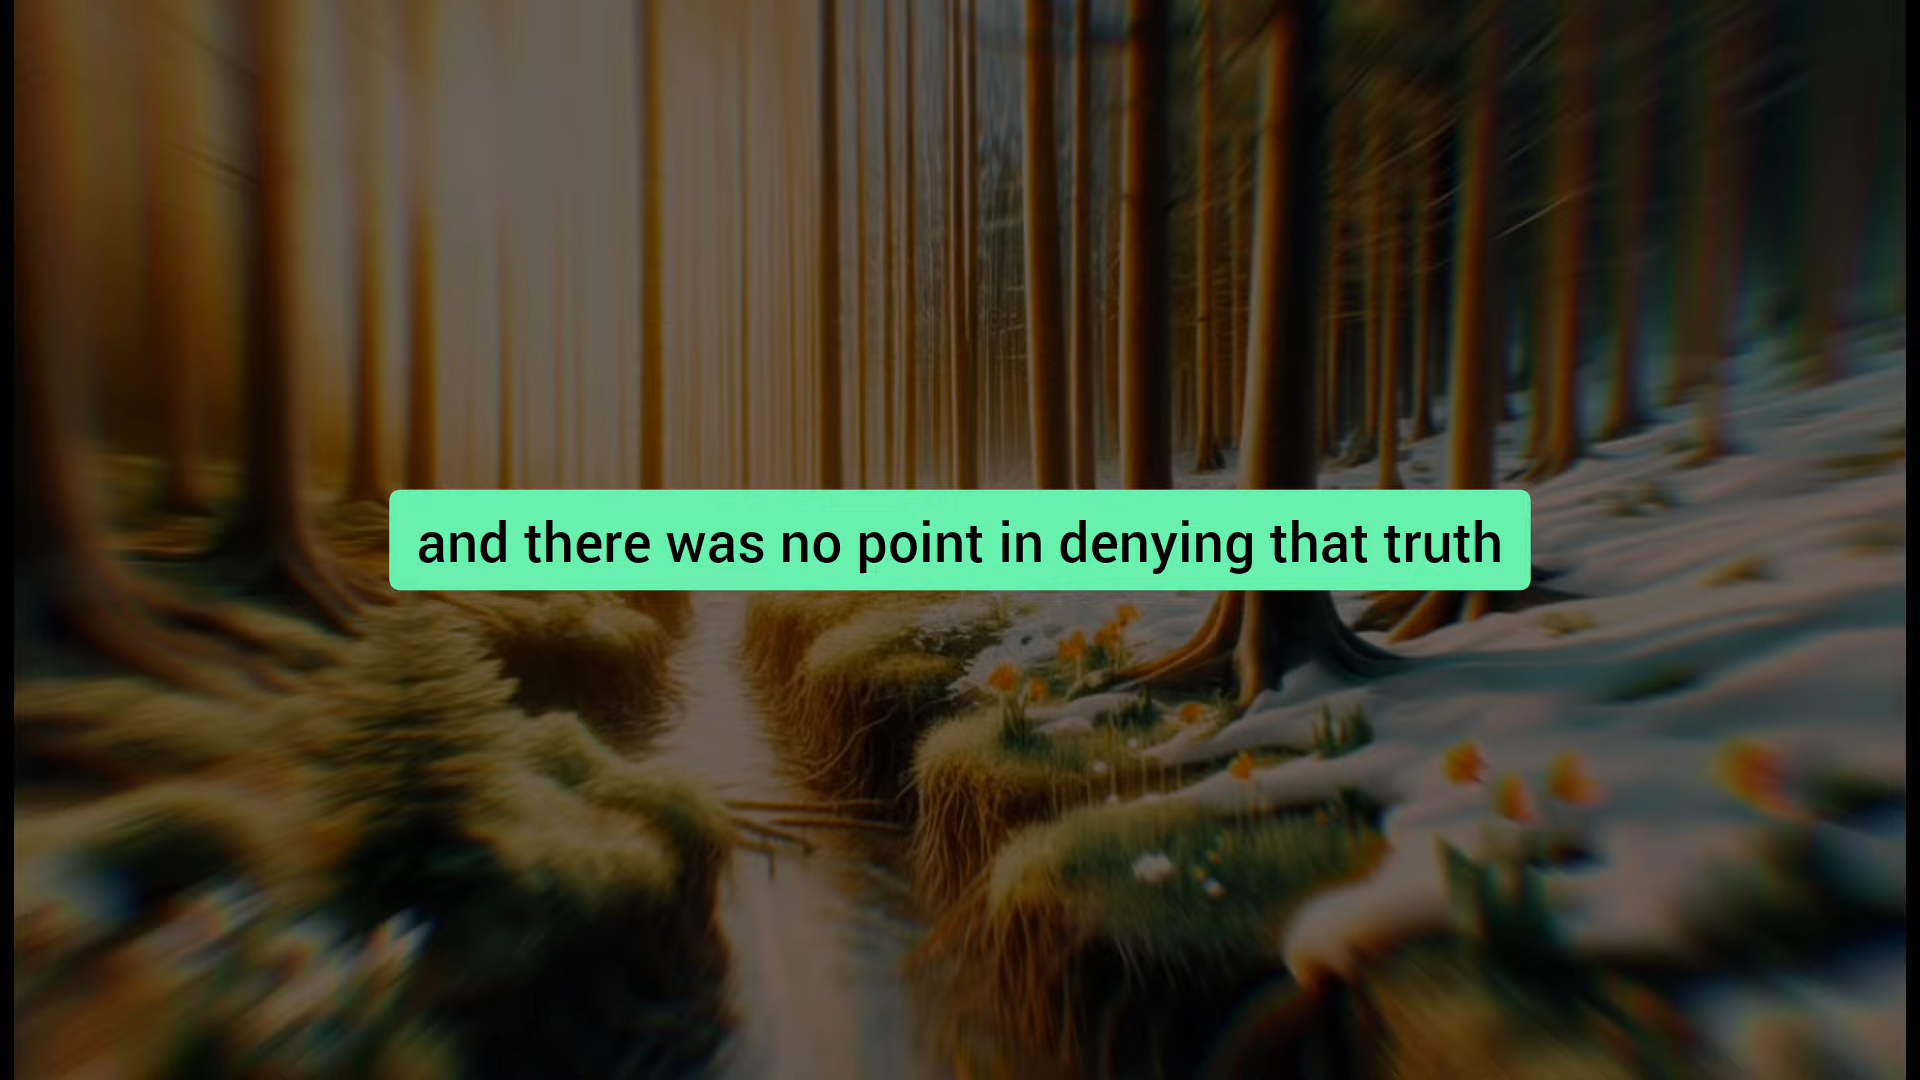 and there was no point in denying that truth